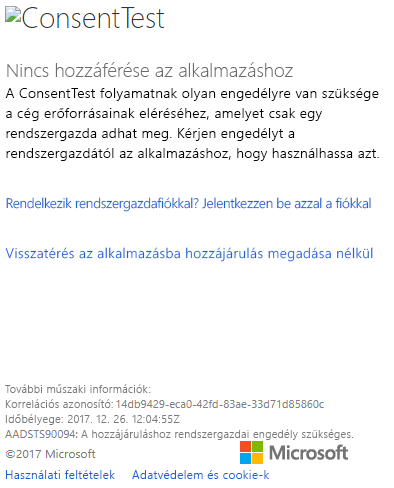 ConsentTest
Nincs hozzáférése az alkalmazáshoz
A ConsentTest folyamatnak olyan engedélyre van szüksége
a cég erőforrásainak eléréséhez, amelyet csak egy
rendszergazda adhat meg. Kérjen engedélyt a
rendszergazdától az alkalmazáshoz, hogy használhassa azt.
Rendelkezik rendszergazdafiókkal? Jelentkezzen be azzal a fiókkal
Visszatérés az alkalmazásba hozzájárulás megadása nélkül
További műszaki információk:
Korrelációs azonosító: 14db9429-eca0-42fd-83ae-33d71d85860c
Időbélyege: 2017. 12. 26. 12:04:55Z
AADSTS90094: A hozzájáruláshoz rendszergazdai engedély szükséges.
©2017 Microsoft Microsoft
Használati feltételek Adatvédelem és cookie-k